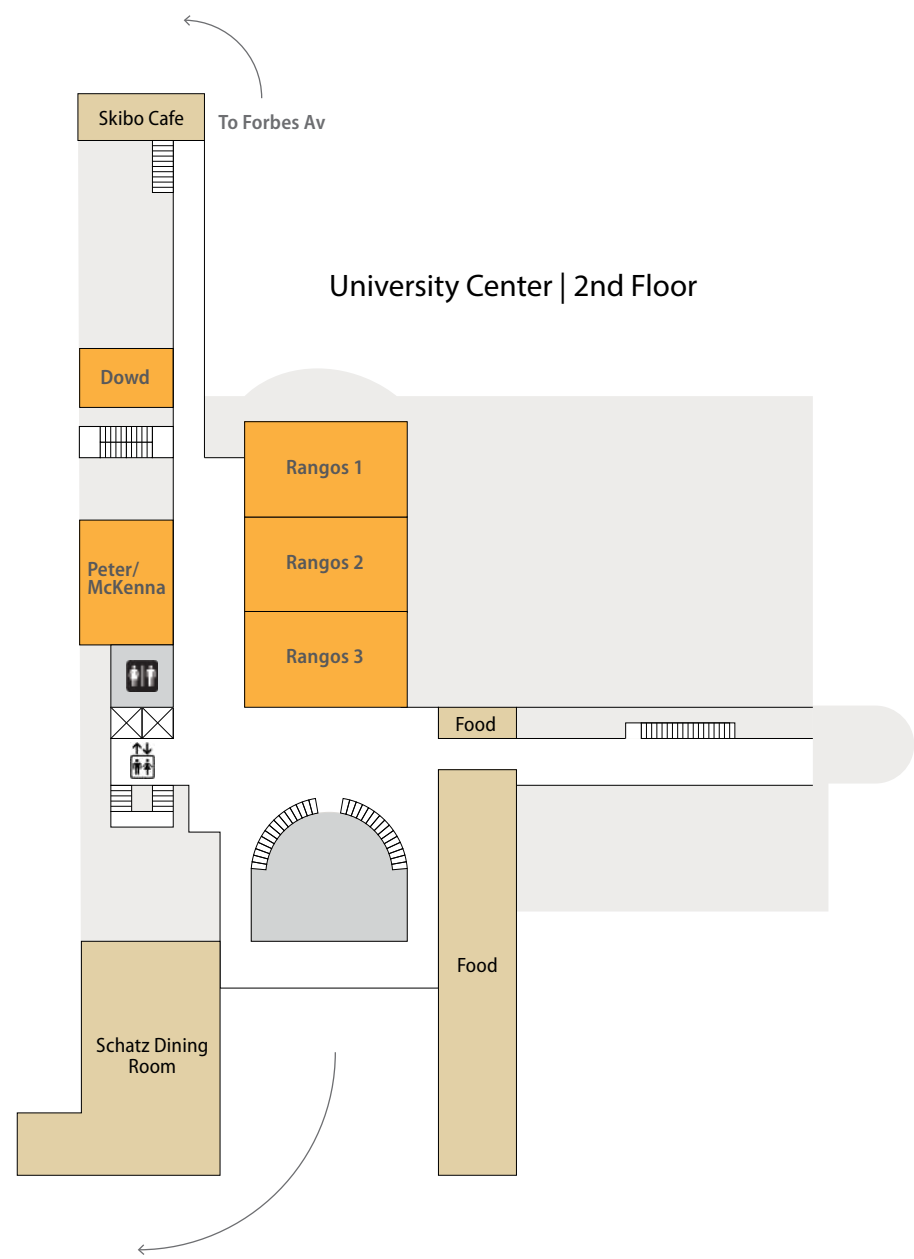 Skibo Cafe
To Forbes Av
University Center | 2nd Floor
Dowd
Rangos 1
Rangos 2
Peter/
McKenna
Rangos 3
Food
Food
Schatz Dining
Room